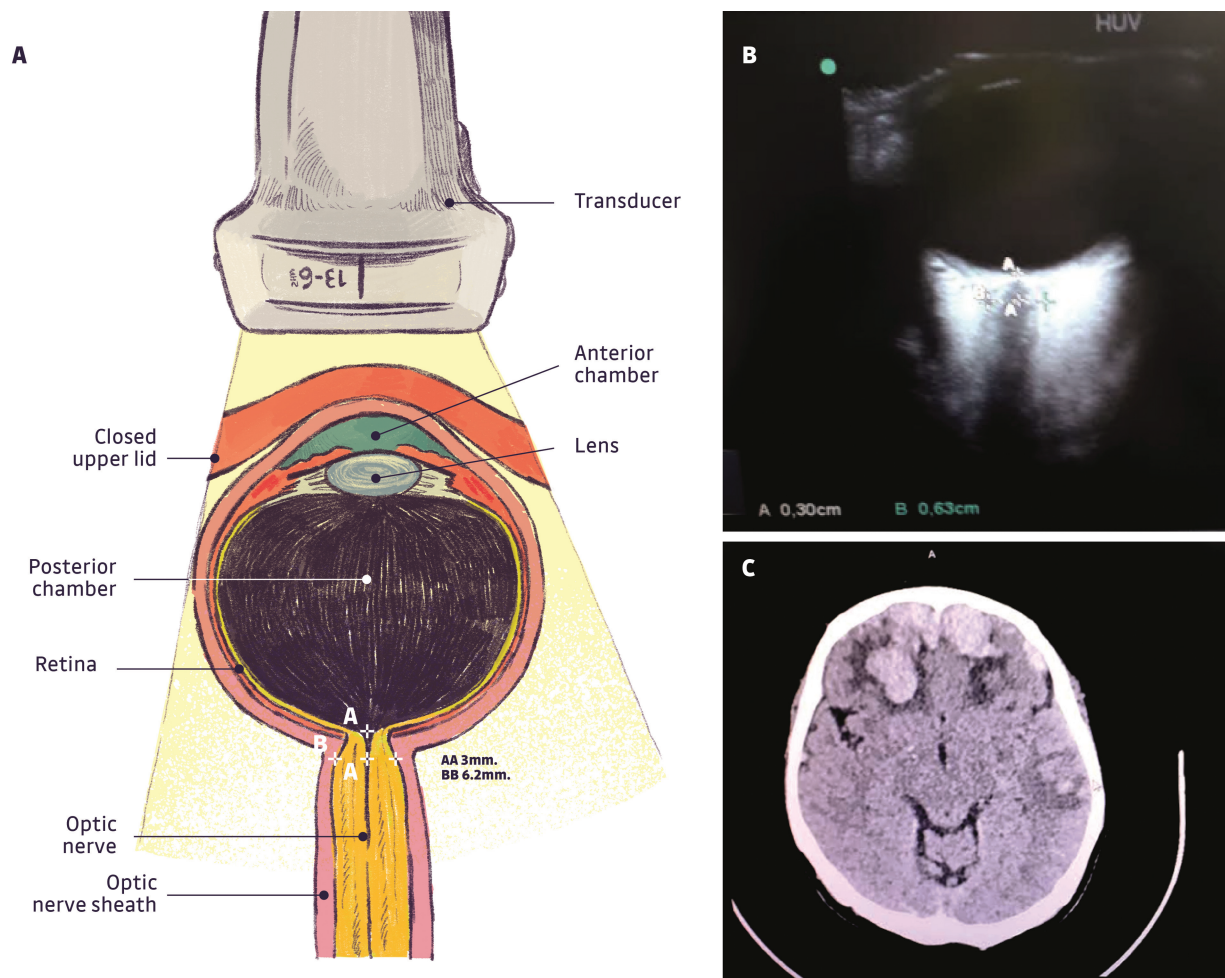 A
13-6
MHz
Transducer
Anterior
chamber
Closed
upper lid
Lens
Posterior
chamber
Retina
A
B
A
AA 3mm.
BB 6.2mm.
Optic
nerve
Optic
nerve sheath
B
HUV
A
B
A
A 0,30cm
B 0,63cm
C
A